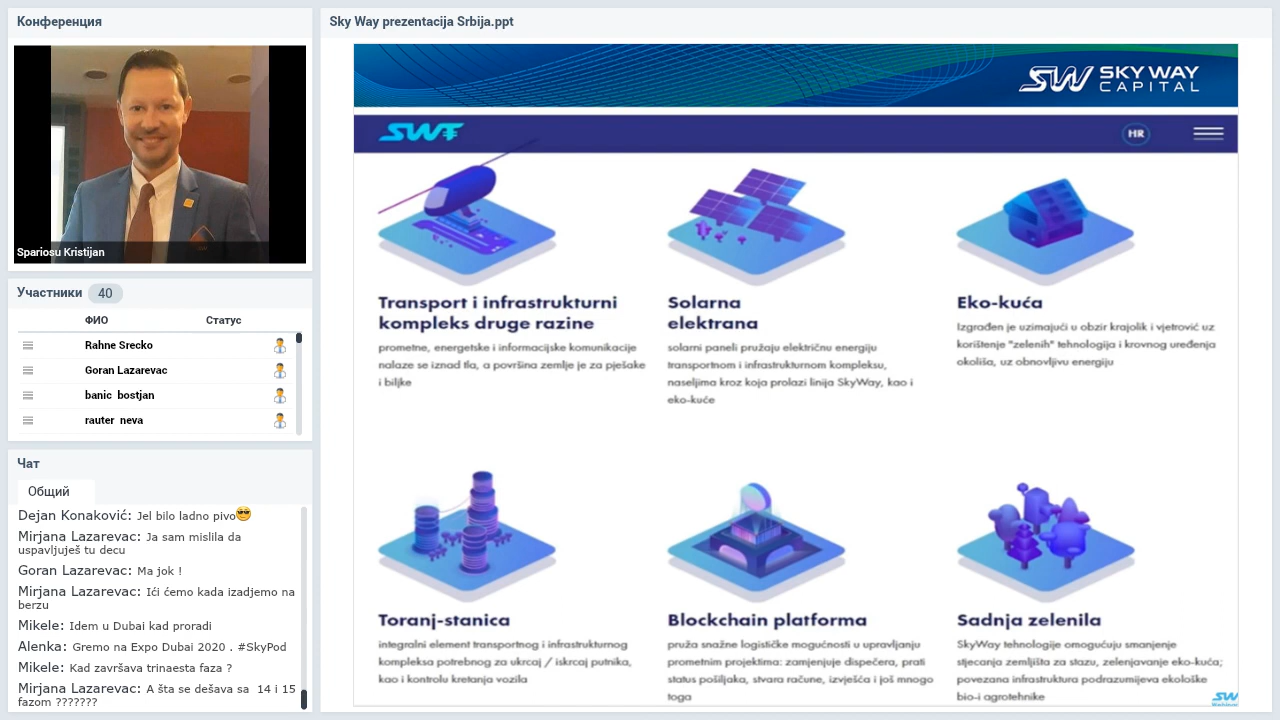 Конференция
Spariosu Kristijan
Участники 40
ФИО Статус
Rahne Srecko
Goran Lazarevac
banic bostjan
rauter neva
Чат
Общий
Dejan Konaković: Jel bilo ladno pivo
Mirjana Lazarevac: Ja sam mislila da
uspavljuješ tu decu
Goran Lazarevac: Ma jok !
Mirjana Lazarevac: Ići ćemo kada izadjemo na
berzu
Mikele: Idem u Dubai kad proradi
Alenka: Gremo na Expo Dubai 2020 . #SkyPod
Mikele: Kad završava trinaesta faza ?
Mirjana Lazarevac: A šta se dešava sa 14 i 15
fazom ???????
Sky Way prezentacija Srbija.ppt
SW SKY WAY
CAPITAL
SWT
HR
Transport i infrastrukturni
kompleks druge razine
prometne, energetske i informacijske komunikacije
nalaze se iznad tla, a površina zemlje je za pješake
i biljke
Solarna
elektrana
solarni paneli pružaju električnu energiju
transportnom i infrastrukturnom kompleksu,
naseljima kroz koja prolazi linija SkyWay, kao i
eko-kuće
Eko-kuća
Izgrađen je uzimajući u obzir krajolik i vjetrović uz
korištenje "zelenih" tehnologija i krovnog uređenja
okoliša, uz obnovljivu energiju
Toranj-stanica
integralni element transportnog i infrastrukturnog
kompleksa potrebnog za ukrcaj / iskrcaj putnika,
kao i kontrolu kretanja vozila
Blockchain platforma
pruža snažne logističke mogućnosti u upravljanju
prometnim projektima: zamjenjuje dispečera, prati
status pošiljaka, stvara račune, izvješća i još mnogo
toga
Sadnja zelenila
SkyWay tehnologije omogućuju smanjenje
stjecanja zemljišta za stazu, zelenjavanje eko-kuća;
povezana infrastruktura podrazumijeva ekološke
bio-i agrotehnike
SW